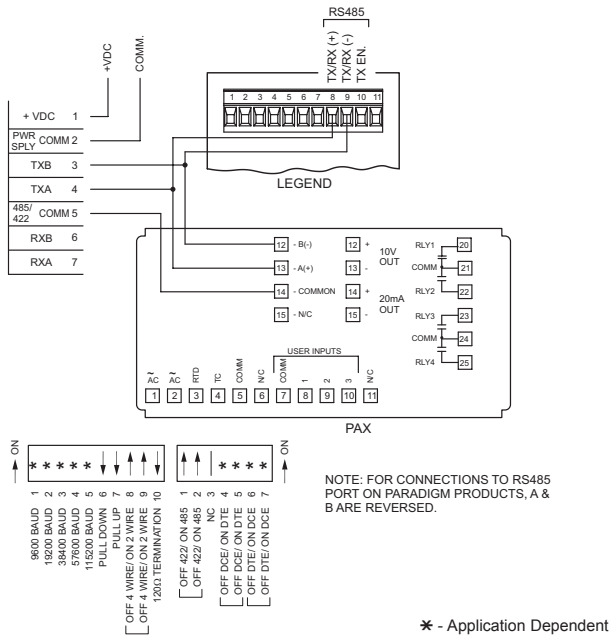 RS485
TX/RX (+)
TX/RX (-)
TX EN.
+VDC
COMM.
1 2 3 4 5 6 7 8 9 10 11
LEGEND
+ VDC 1
PWR SPLY COMM 2
TXB 3
TXA 4
485/ 422 COMM 5
RXB 6
RXA 7
12 - B(-)
13 - A(+)
14 - COMMON
15 - N/C
12 +
13 -
10V OUT
14 +
15 -
20mA OUT
RLY1 20
COMM 21
RLY2 22
RLY3 23
COMM 24
RLY4 25
USER INPUTS
~ AC
~ AC
RTD
TC
COMM
N/C
COMM
1
2
3
N/C
1 2 3 4 5 6 7 8 9 10 11
PAX
ON
* * * * *
9600 BAUD 1
19200 BAUD 2
38400 BAUD 3
57600 BAUD 4
115200 BAUD 5
PULL DOWN 6
PULL UP 7
OFF 4 WIRE/ ON 2 WIRE 8
OFF 4 WIRE/ ON 2 WIRE 9
120Ω TERMINATION 10
ON
* * * *
OFF 422/ ON 485 1
OFF 422/ ON 485 2
NC 3
OFF DCE/ ON DTE 4
OFF DCE/ ON DTE 5
OFF DTE/ ON DCE 6
OFF DTE/ ON DCE 7
NOTE: FOR CONNECTIONS TO RS485
PORT ON PARADIGM PRODUCTS, A &
B ARE REVERSED.
* - Application Dependent